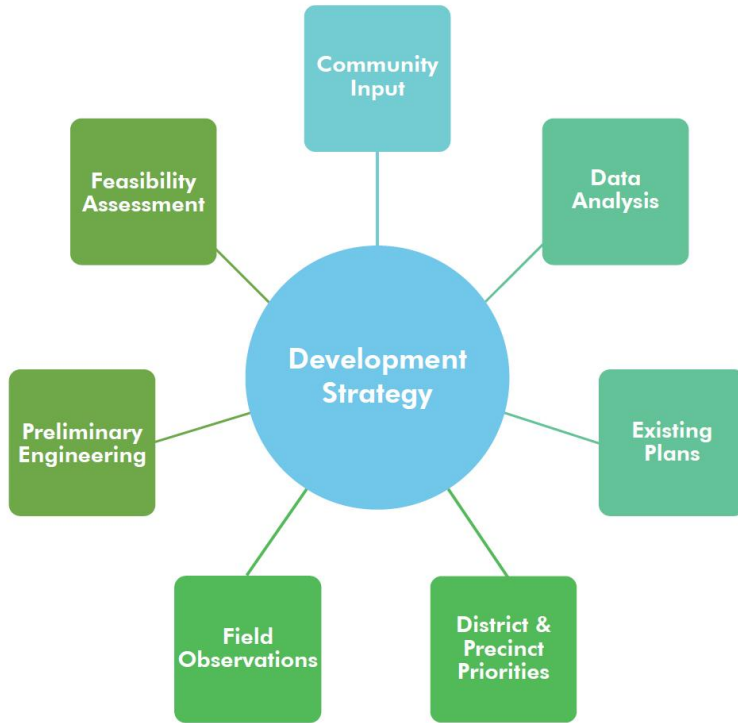 Community
Input
Feasibility
Assessment
Data
Analysis
Development
Strategy
Preliminary
Engineering
Existing
Plans
Field
Observations
District &
Precinct
Priorities